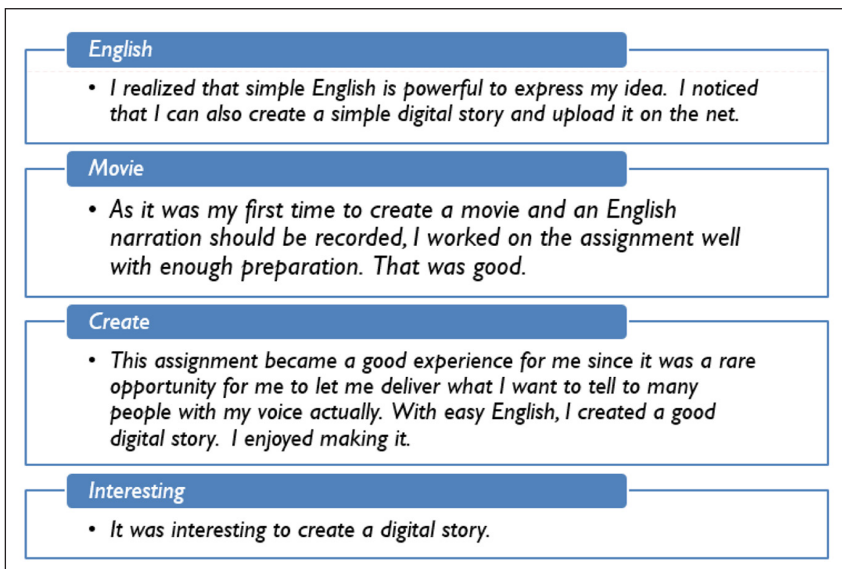 English
• I realized that simple English is powerful to express my idea.  I noticed
that I can also create a simple digital story and upload it on the net.
Movie
• As it was my first time to create a movie and an English
narration should be recorded, I worked on the assignment well
with enough preparation. That was good.
Create
• This assignment became a good experience for me since it was a rare
opportunity for me to let me deliver what I want to tell to many
people with my voice actually. With easy English, I created a good
digital story.  I enjoyed making it.
Interesting
• It was interesting to create a digital story.